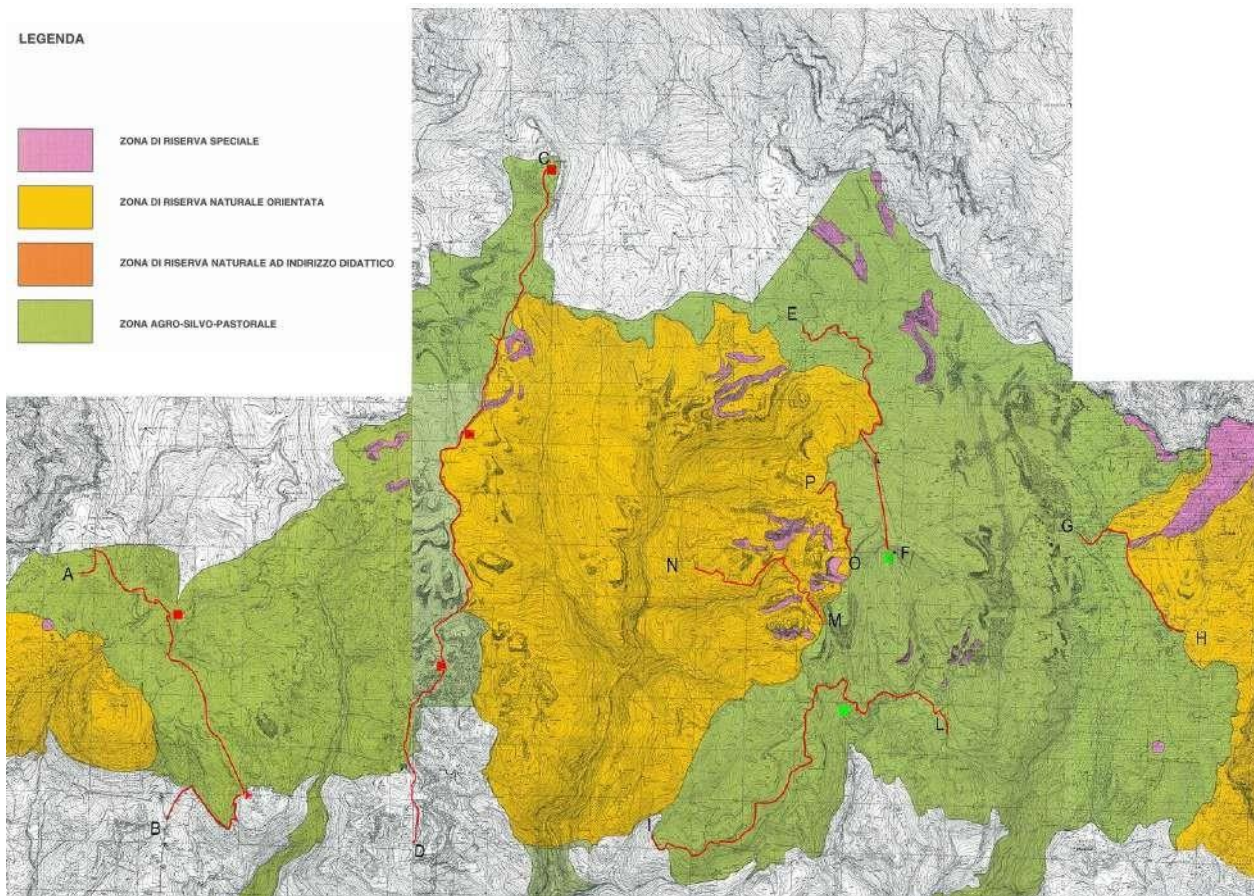 LEGENDA
ZONA DI RISERVA SPECIALE
ZONA DI RISERVA NATURALE ORIENTATA
ZONA DI RISERVA NATURALE AD INDIRIZZO DIDATTICO
ZONA AGRO-SILVO-PASTORALE
C
E
P
G
A
N
O
F
M
H
L
B
I
D